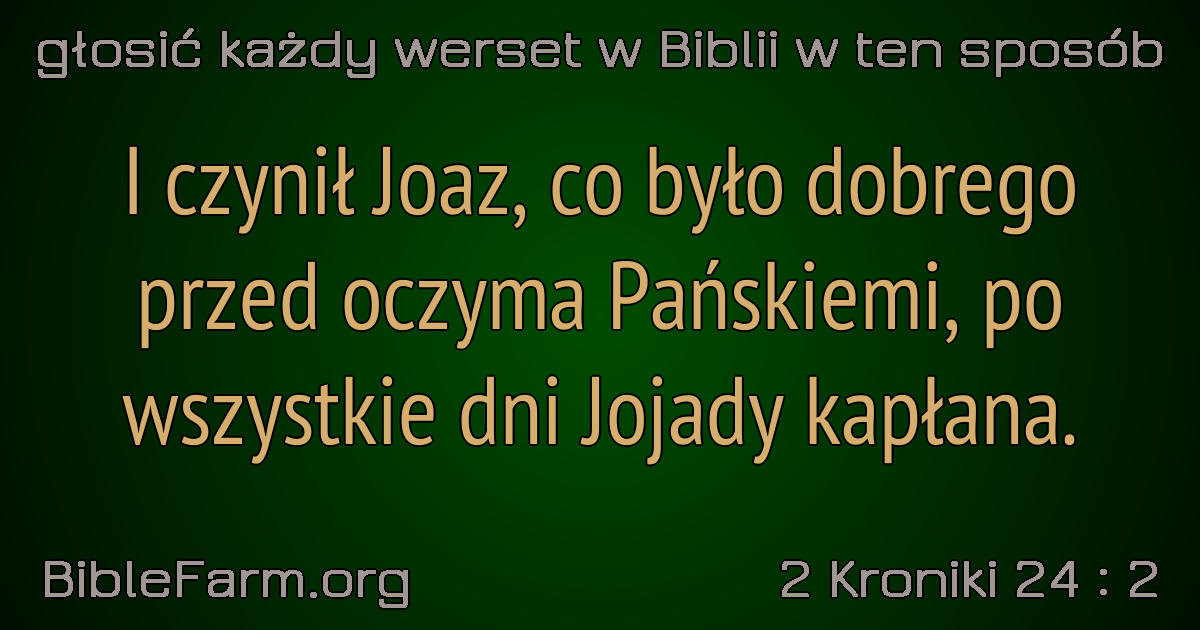 głosić każdy werset w Biblii w ten sposób
I czynił Joaz, co było dobrego
przed oczyma Pańskiemi, po
wszystkie dni Jojady kapłana.
BibleFarm.org
2 Kroniki 24 : 2